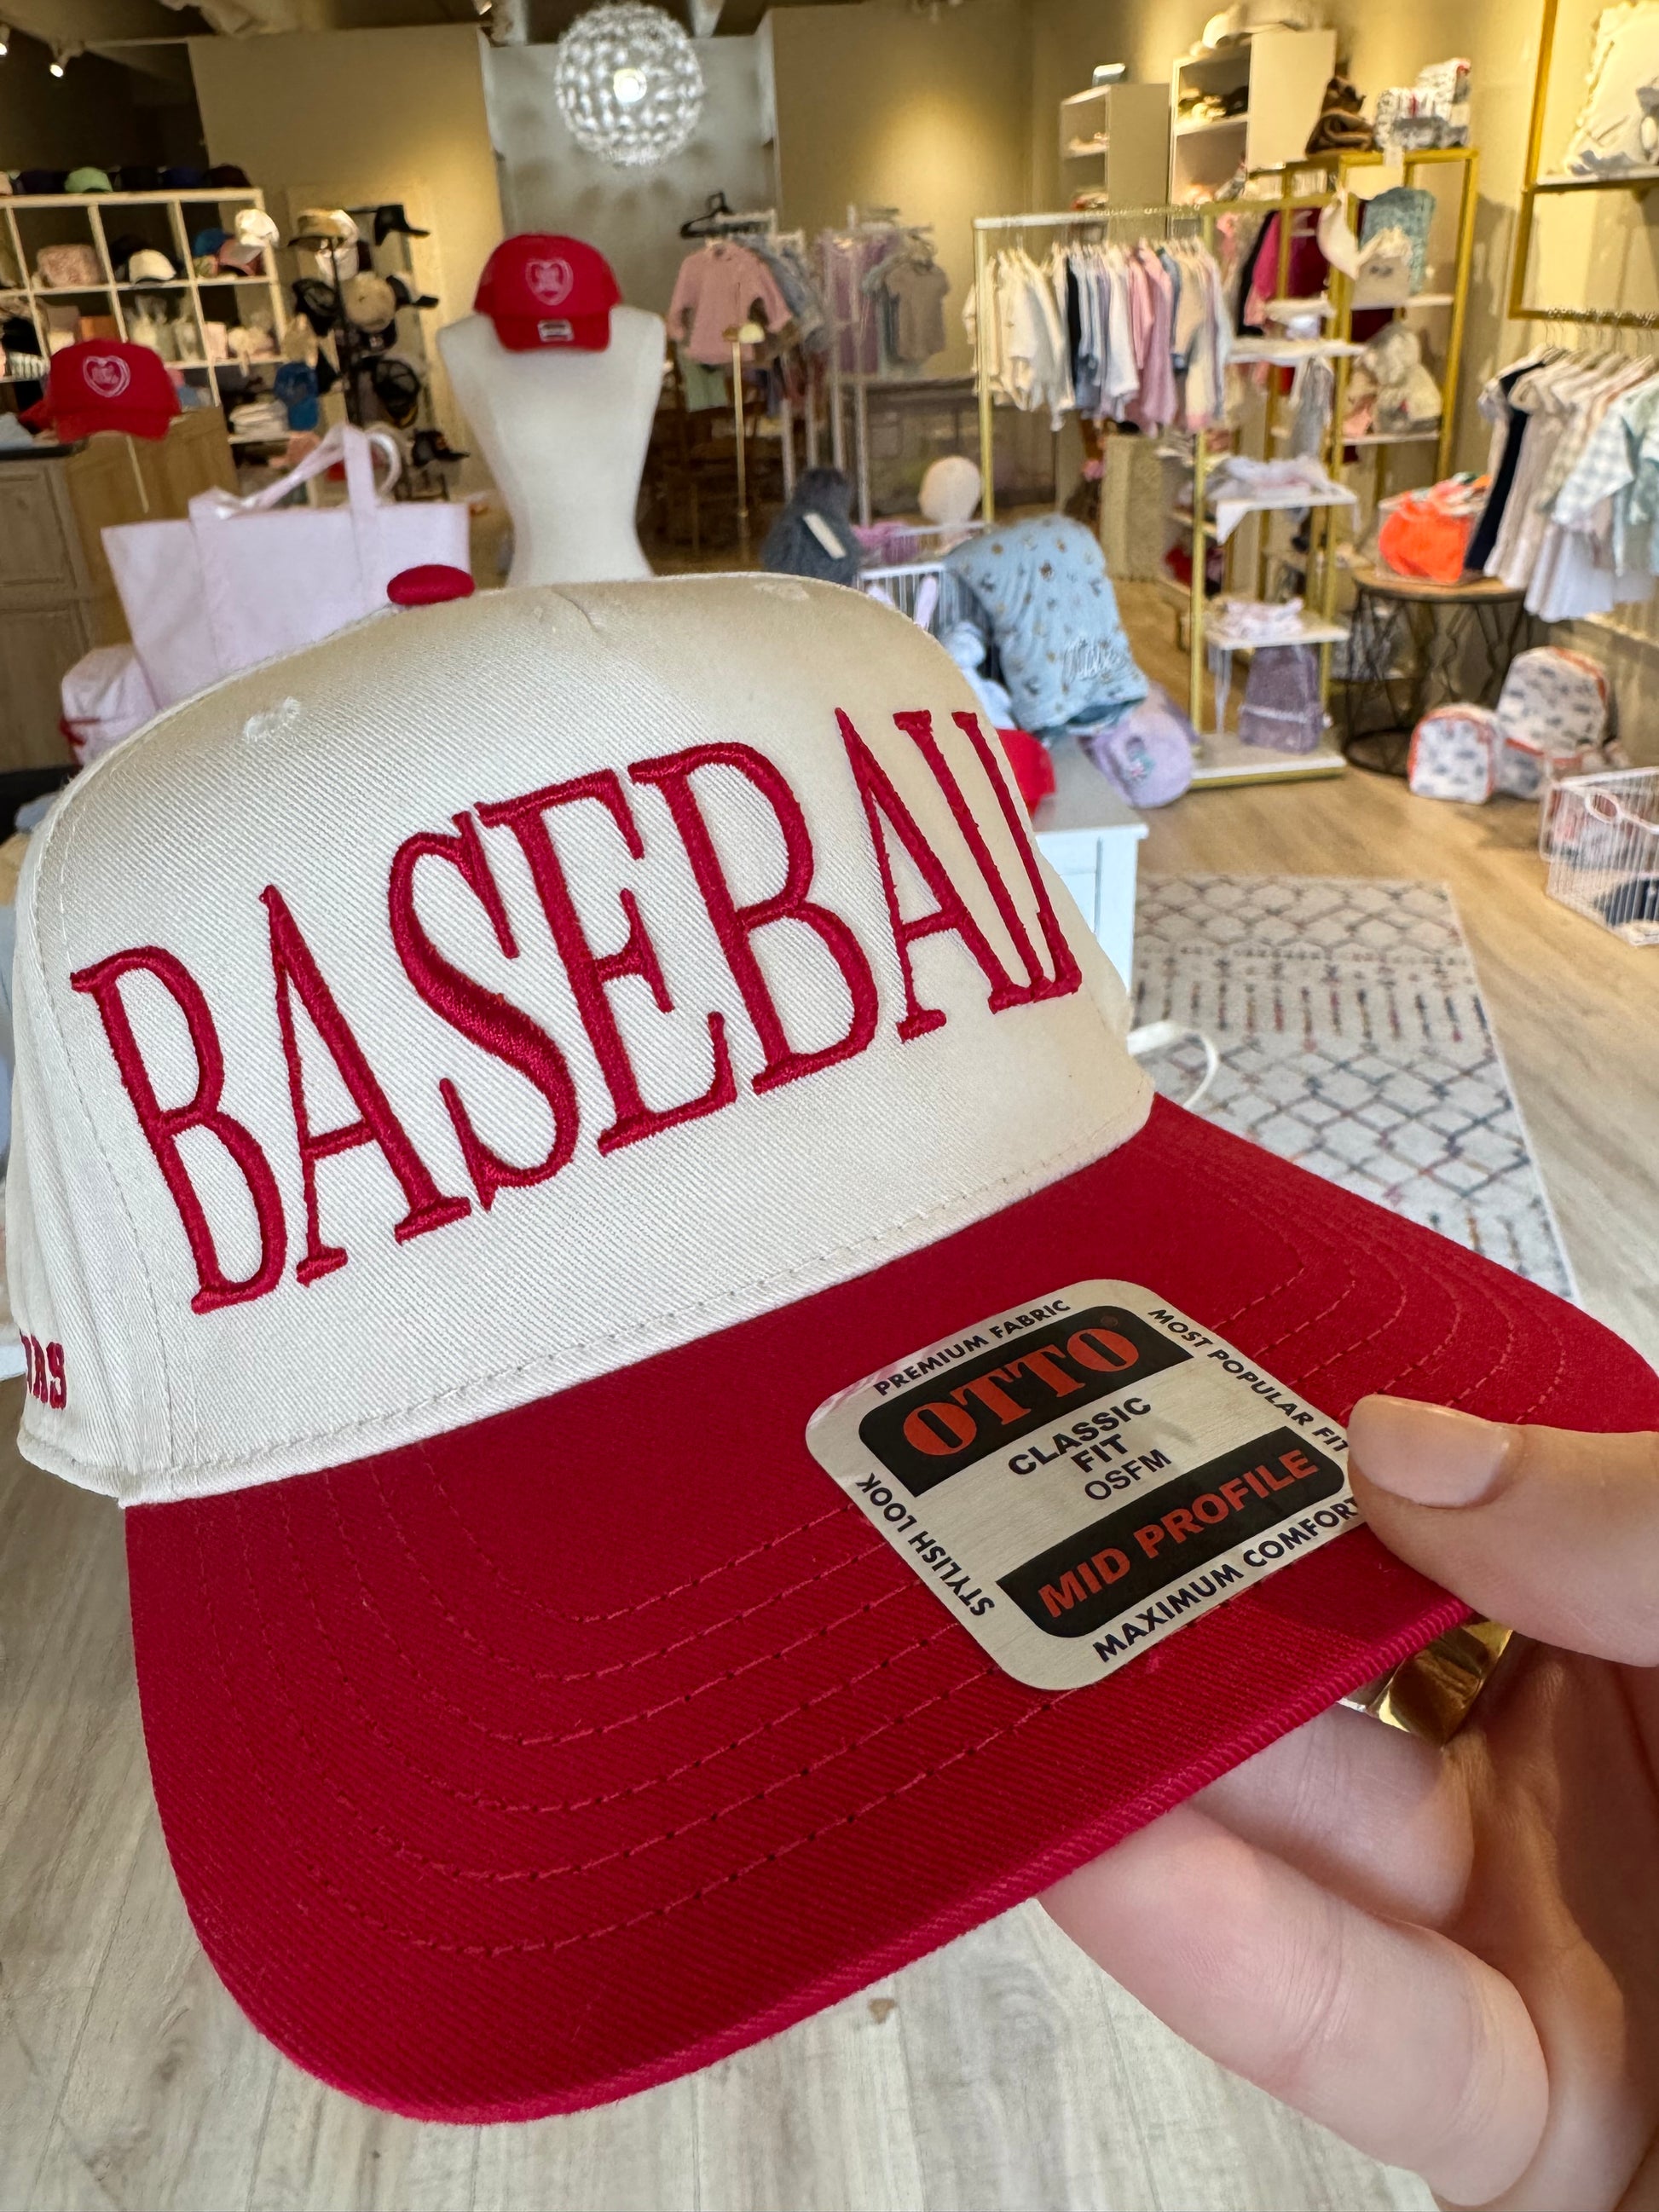 BASEBALL
PREMIUM FABRIC
OTTO
CLASSIC
FIT
OSFM
MID PROFILE
MOST POPULAR FIT
MAXIMUM COMFORT
STYLISH LOOK